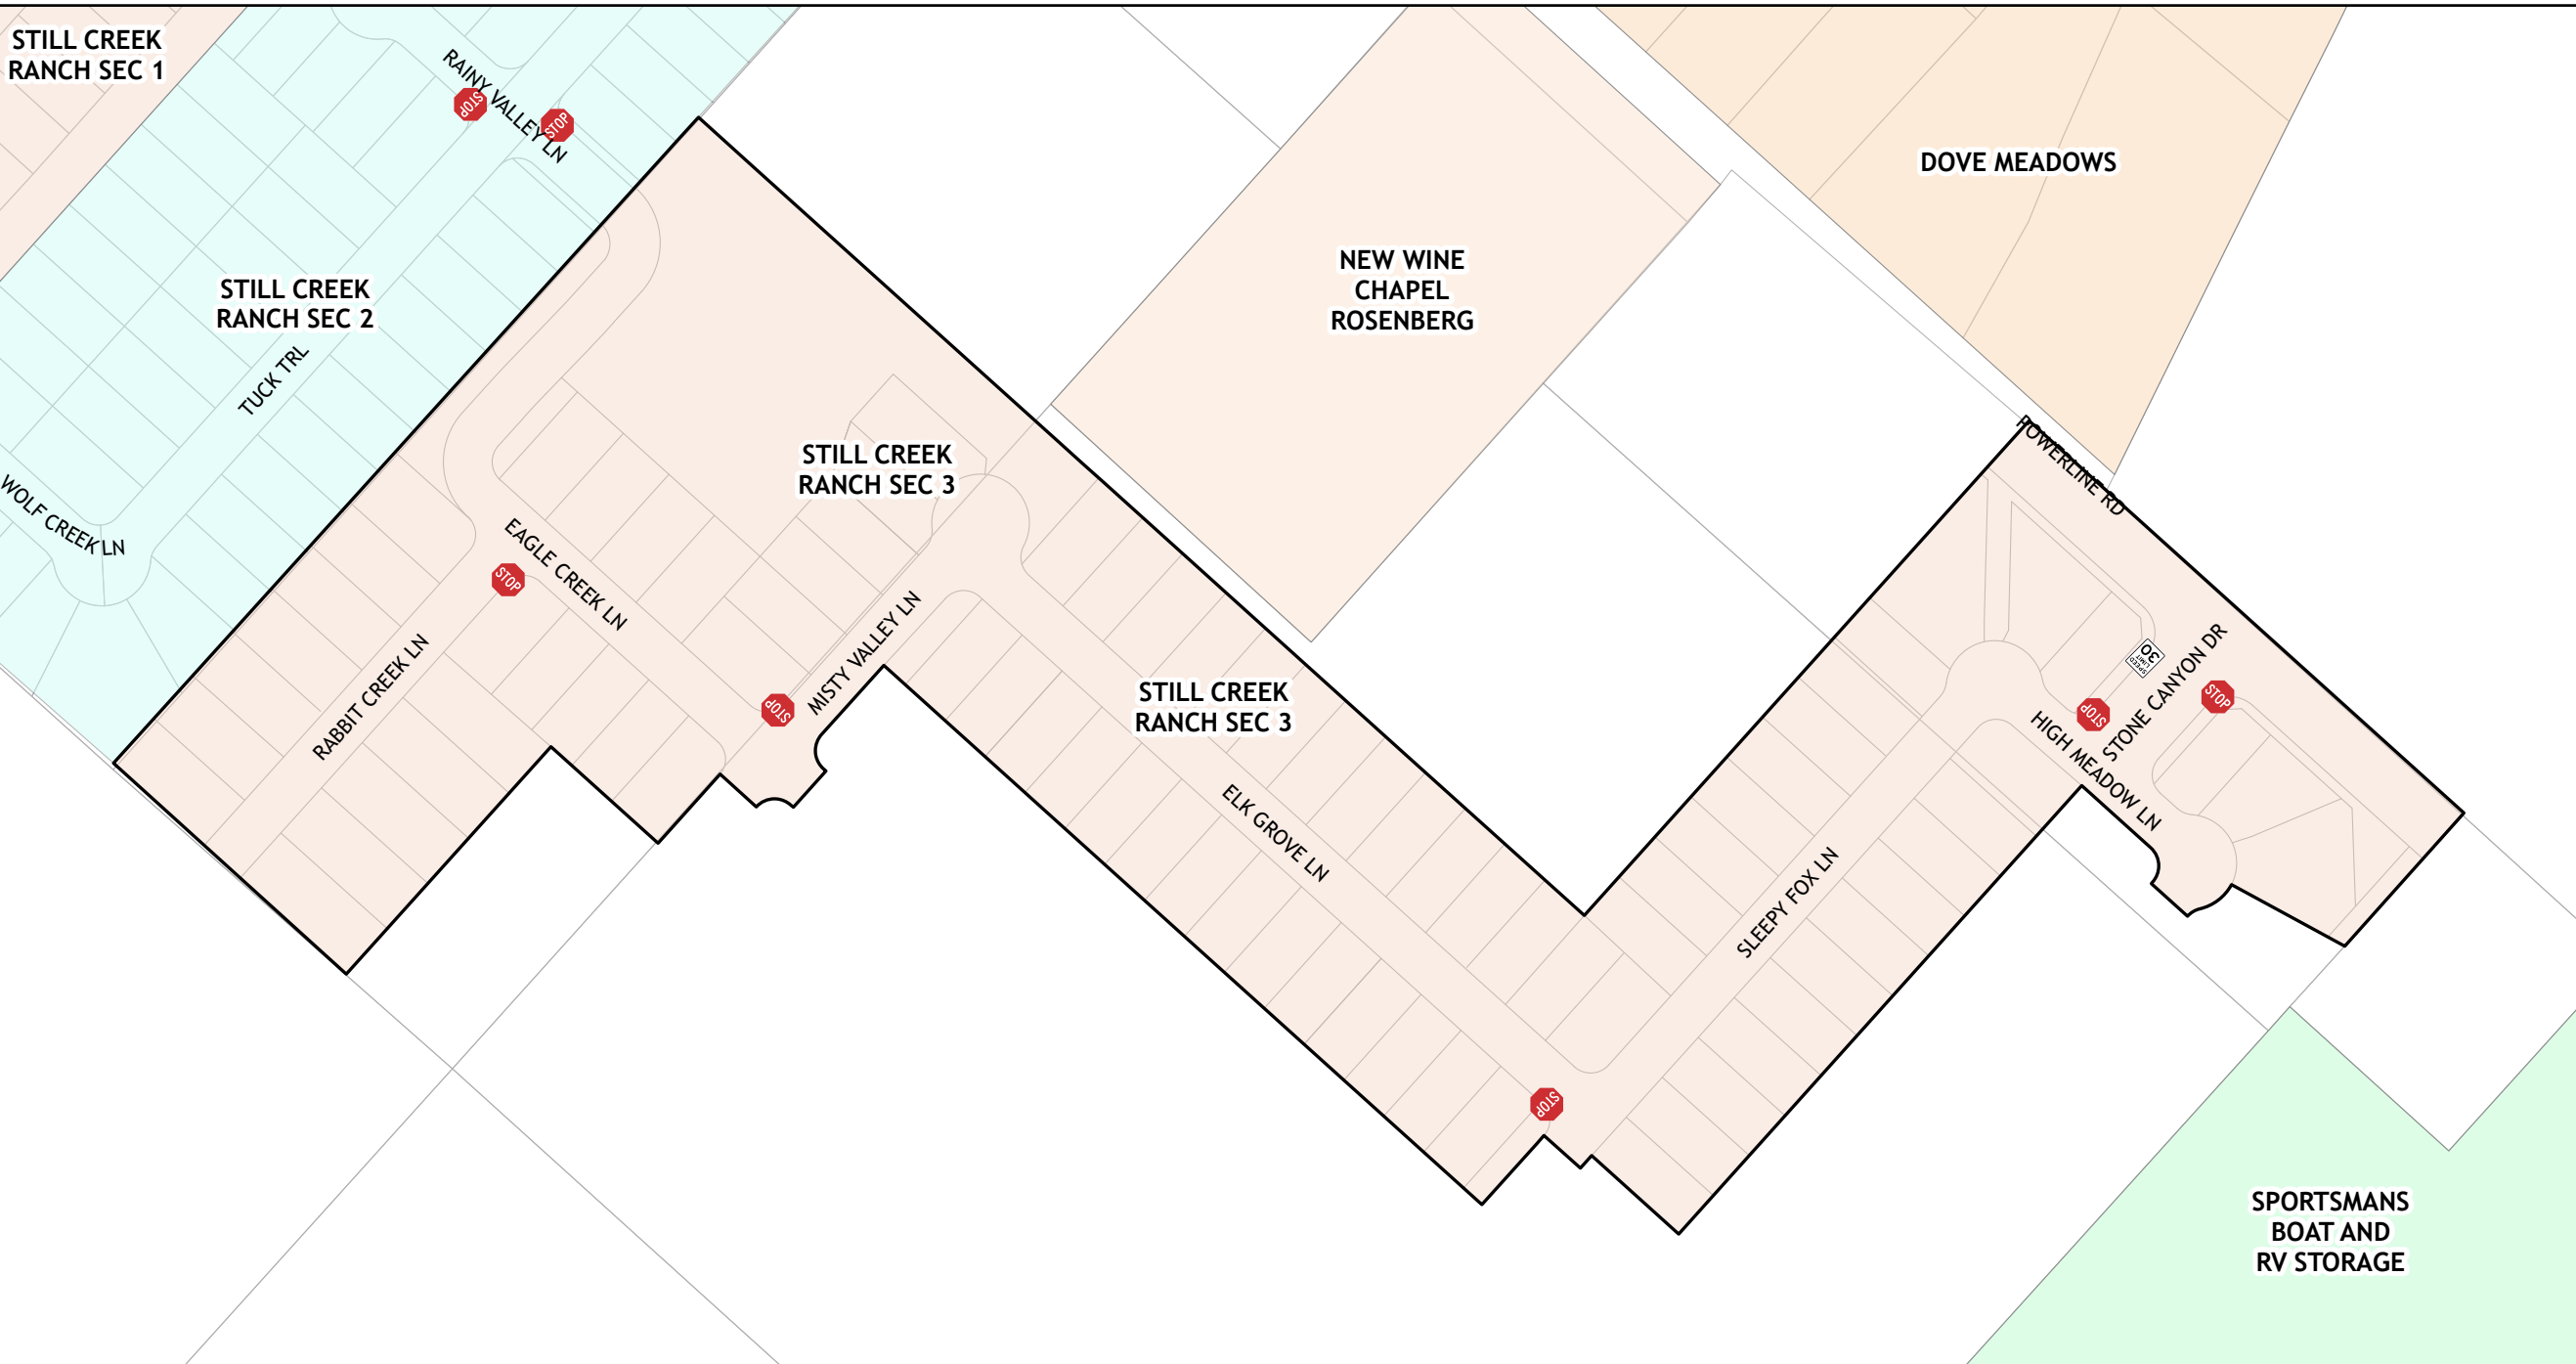 STILL CREEK
RANCH SEC 1
RAINY VALLEY LN
STOP
STOP
DOVE MEADOWS
STILL CREEK
RANCH SEC 2
NEW WINE
CHAPEL
ROSENBERG
TUCK TRL
WOLF CREEK LN
STILL CREEK
RANCH SEC 3
POWERLINE RD
EAGLE CREEK LN
STOP
MISTY VALLEY LN
RABBIT CREEK LN
STOP
STILL CREEK
RANCH SEC 3
SPEED
LIMIT
30
STONE CANYON DR
STOP
STOP
HIGH MEADOW LN
ELK GROVE LN
SLEEPY FOX LN
STOP
SPORTSMANS
BOAT AND
RV STORAGE